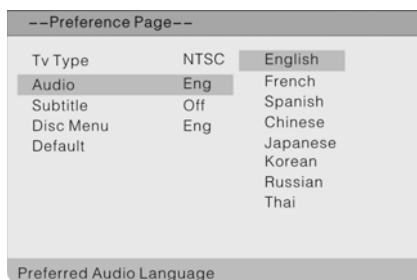 --Preference Page--
Tv Type NTSC English
Audio Eng French
Subtitle Off Spanish
Disc Menu Eng Chinese
Default Japanese
Korean
Russian
Thai
Preferred Audio Language